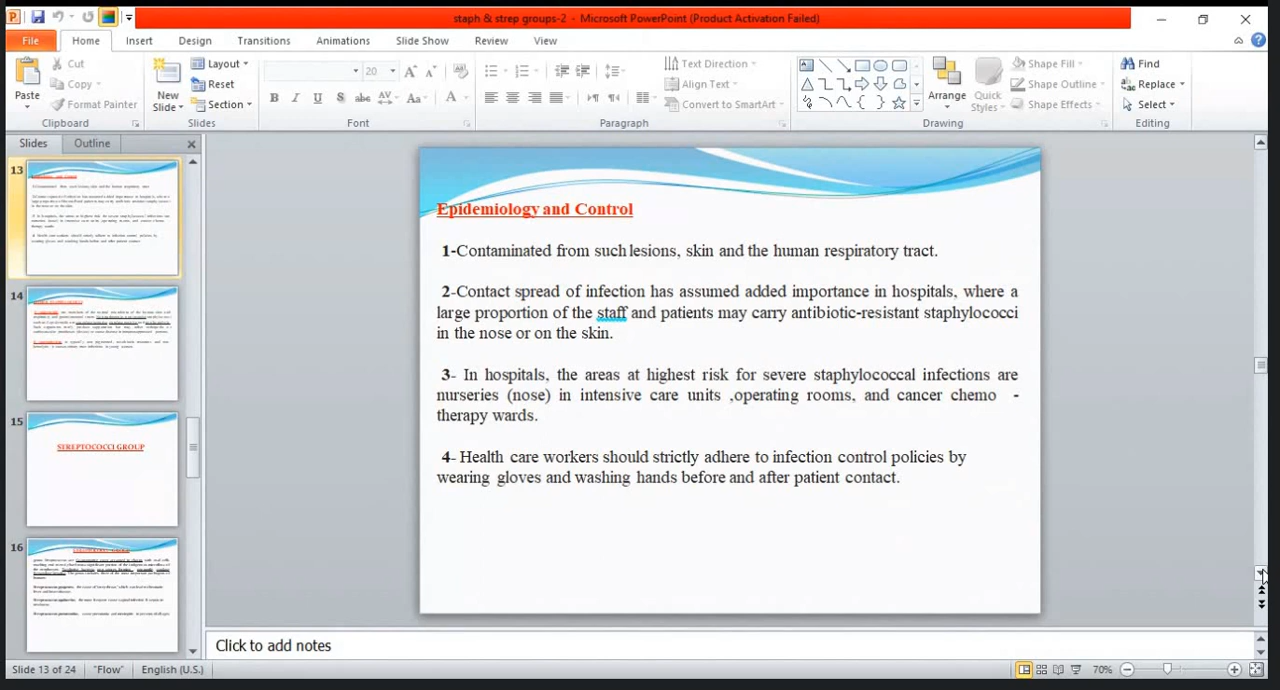 staph & strep groups-2 - Microsoft PowerPoint (Product Activation Failed)
File Home Insert Design Transitions Animations Slide Show Review View
Paste
Cut
Copy
Format Painter
Clipboard
New Slide
Layout
Reset
Section
Slides
20
Font
Text Direction
Align Text
Convert to SmartArt
Paragraph
Arrange
Quick Styles
Shape Fill
Shape Outline
Shape Effects
Drawing
Find
Replace
Select
Editing
Slides Outline
13
14
15
STREPTOCOCCI GROUP
16
Epidemiology and Control
1-Contaminated from such lesions, skin and the human respiratory tract.
2-Contact spread of infection has assumed added importance in hospitals, where a
large proportion of the staff and patients may carry antibiotic-resistant staphylococci
in the nose or on the skin.
3- In hospitals, the areas at highest risk for severe staphylococcal infections are
nurseries (nose) in intensive care units ,operating rooms, and cancer chemo -
therapy wards.
4- Health care workers should strictly adhere to infection control policies by
wearing gloves and washing hands before and after patient contact.
Click to add notes
Slide 13 of 24 "Flow" English (U.S.) 70%